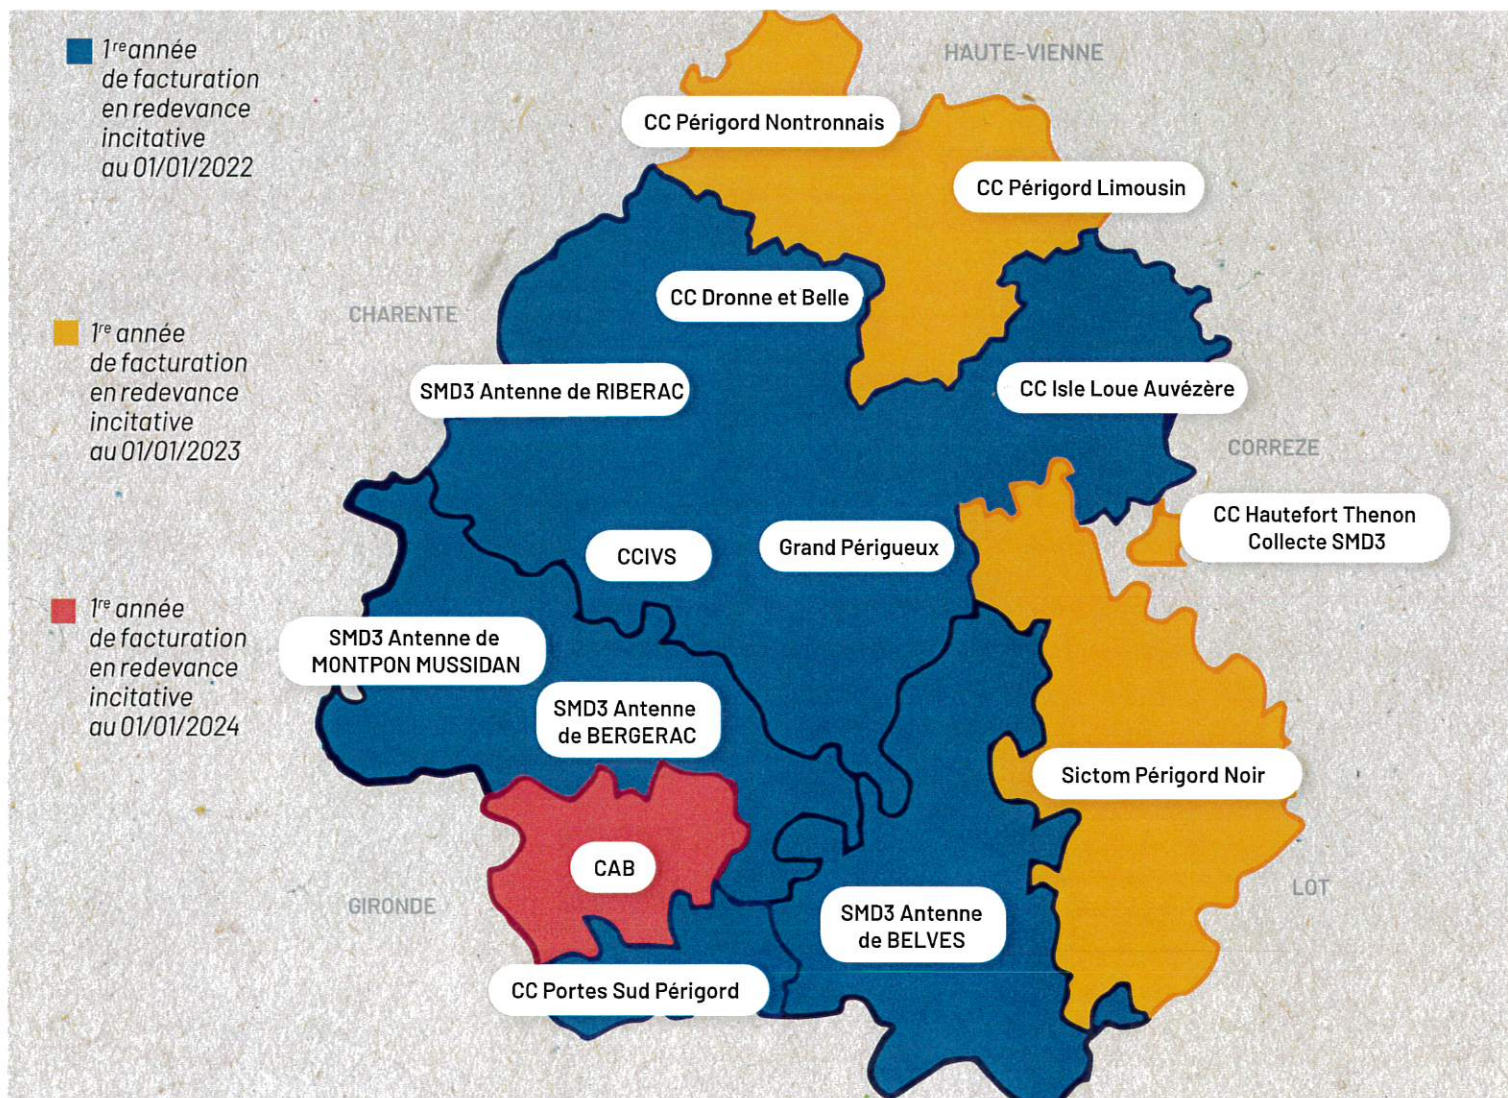 1re année
de facturation
en redevance
incitative
au 01/01/2022
1re année
de facturation
en redevance
incitative
au 01/01/2023
1re année
de facturation
en redevance
incitative
au 01/01/2024
HAUTE-VIENNE
CC Périgord Nontronnais
CC Périgord Limousin
CC Dronne et Belle
CHARENTE
SMD3 Antenne de RIBERAC
CC Isle Loue Auvézère
CORREZE
CC Hautefort Thenon
Collecte SMD3
CCIVS
Grand Périgueux
SMD3 Antenne de
MONTPON MUSSIDAN
SMD3 Antenne
de BERGERAC
Sictom Périgord Noir
CAB
GIRONDE
LOT
SMD3 Antenne
de BELVES
CC Portes Sud Périgord